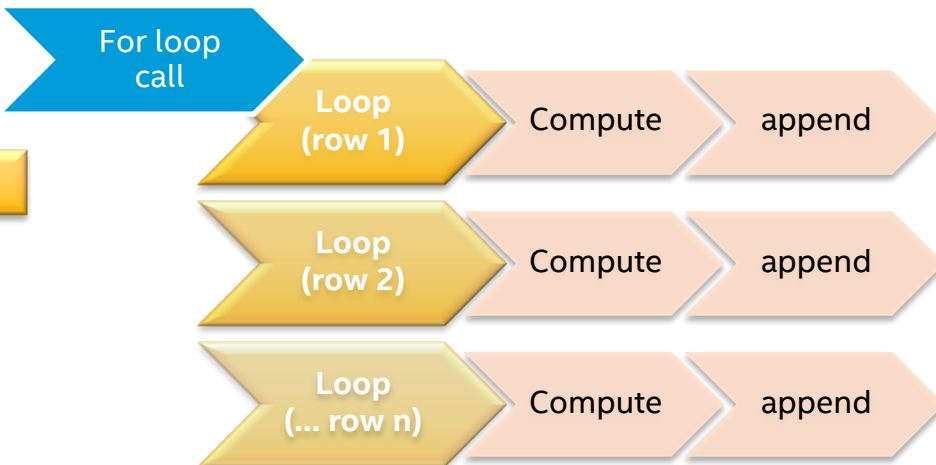 For loop
call
Loop
(row 1)
Compute
append
Loop
(row 2)
Compute
append
Loop
(... row n)
Compute
append